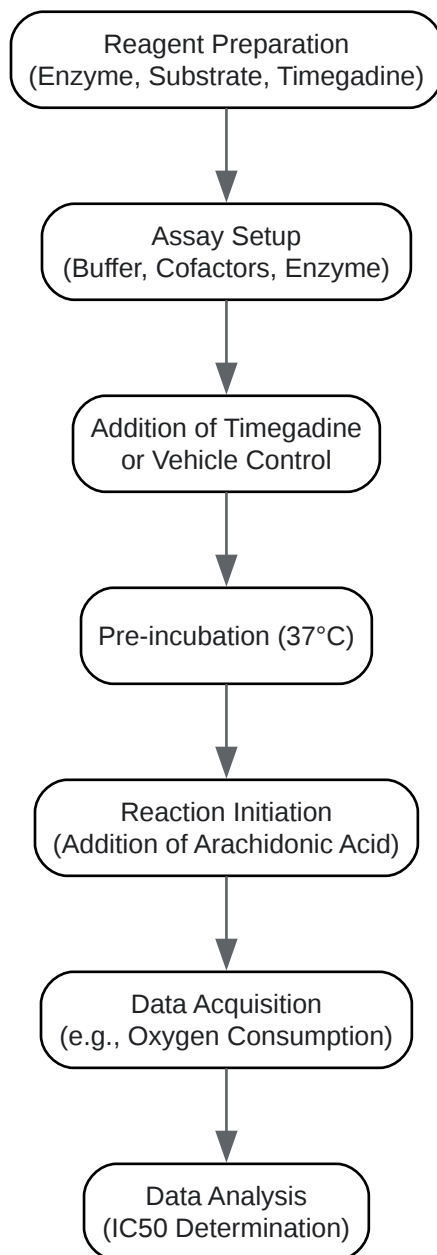 Reagent Preparation
(Enzyme, Substrate, Timegadine)
Assay Setup
(Buffer, Cofactors, Enzyme)
Addition of Timegadine
or Vehicle Control
Pre-incubation (37°C)
Reaction Initiation
(Addition of Arachidonic Acid)
Data Acquisition
(e.g., Oxygen Consumption)
Data Analysis
(IC50 Determination)